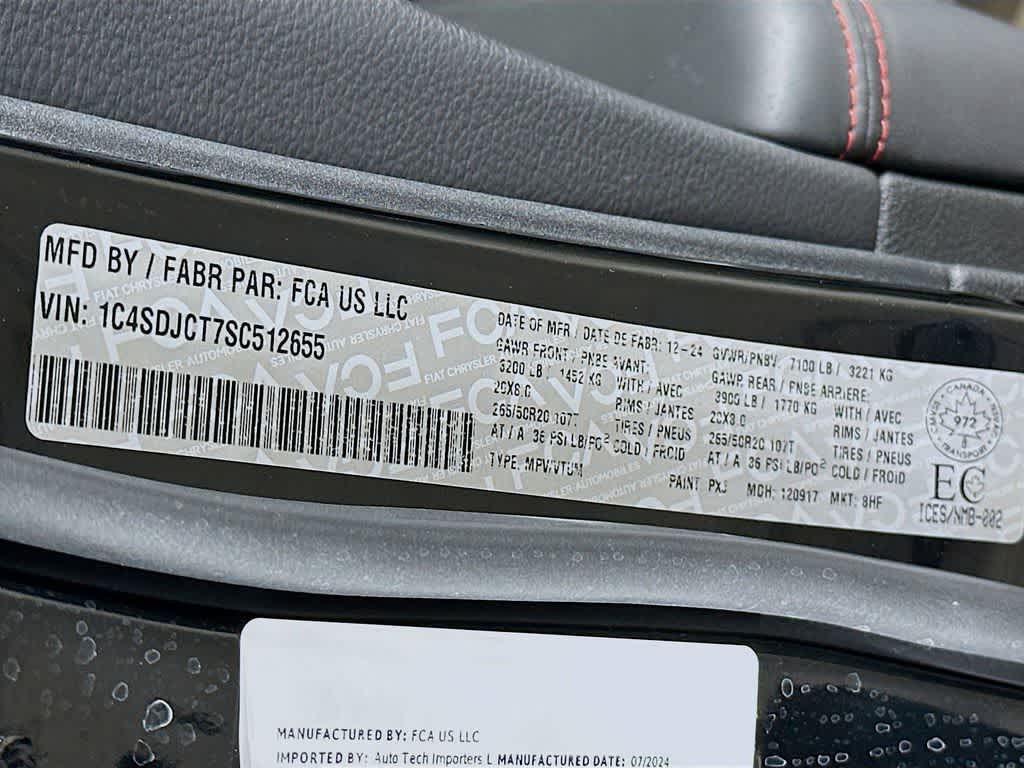 MFD BY / FABR PAR: FCA US LLC
VIN: 1C4SDJCT7SC512655
DATE OF MFR / DATE DE FABR: 12-24 GVWR/PNBV: 7100 LB / 3221 KG
GAWR FRONT / PNBE AVANT: GAWR REAR / PNBE ARRIERE:
3200 LB / 1452 KG WITH / AVEC 3900 LB / 1770 KG WITH / AVEC
20X8.0 RIMS / JANTES 20X8.0 RIMS / JANTES
265/50R20 107T TIRES / PNEUS 265/50R20 107T TIRES / PNEUS
AT / A 36 PSI LB/PO² COLD / FROID AT / A 36 PSI LB/PO² COLD / FROID
TYPE: MPV/VTUM PAINT: PXJ MDH: 120917 MKT: 8HF
CANADA
972
TRANSPORT
EC
ICES/NMB-002
FCA
FIAT CHRYSLER AUTOMOBILES
MANUFACTURED BY: FCA US LLC
IMPORTED BY: Auto Tech Importers L MANUFACTURED DATE: 07/2024